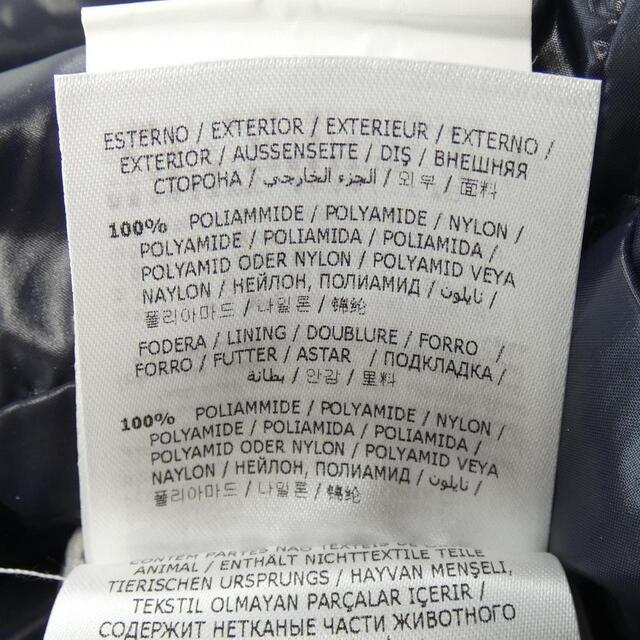 ESTERNO / EXTERIOR / EXTERIEUR / EXTERNO /
EXTERIOR / AUSSENSEITE / DIŞ / ВНЕШНЯЯ
СТОРОНА / الجزء الخارجي / 외부 / 面料
100% POLIAMMIDE / POLYAMIDE / NYLON /
POLYAMIDE / POLIAMIDA / POLIAMIDA /
POLYAMID ODER NYLON / POLYAMID VEYA
NAYLON / НЕЙЛОН, ПОЛИАМИД / نايلون /
폴리아마드 / 나일론 / 锦纶
FODERA / LINING / DOUBLURE / FORRO /
FORRO / FUTTER / ASTAR / ПОДКЛАДКА /
بطانة / 안감 / 里料
100% POLIAMMIDE / POLYAMIDE / NYLON /
POLYAMIDE / POLIAMIDA / POLIAMIDA /
POLYAMID ODER NYLON / POLYAMID VEYA
NAYLON / НЕЙЛОН, ПОЛИАМИД / نايلون /
폴리아마드 / 나일론 / 锦纶
CONTÉM PARTES NÃO TÊXTEIS DE
ANIMAL / ENTHÄLT NICHTTEXTILE TEILE
TIERISCHEN URSPRUNGS / HAYVAN MENŞELİ,
TEKSTIL OLMAYAN PARÇALAR IÇERIR /
СОДЕРЖИТ НЕТКАНЫЕ ЧАСТИ ЖИВОТНОГО